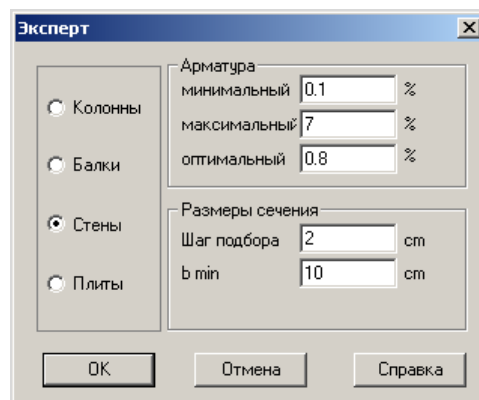 Эксперт
Колонны
Балки
Стены
Плиты
Арматура
минимальный 0.1 %
максимальный 7 %
оптимальный 0.8 %
Размеры сечения
Шаг подбора 2 cm
b min 10 cm
OK Отмена Справка